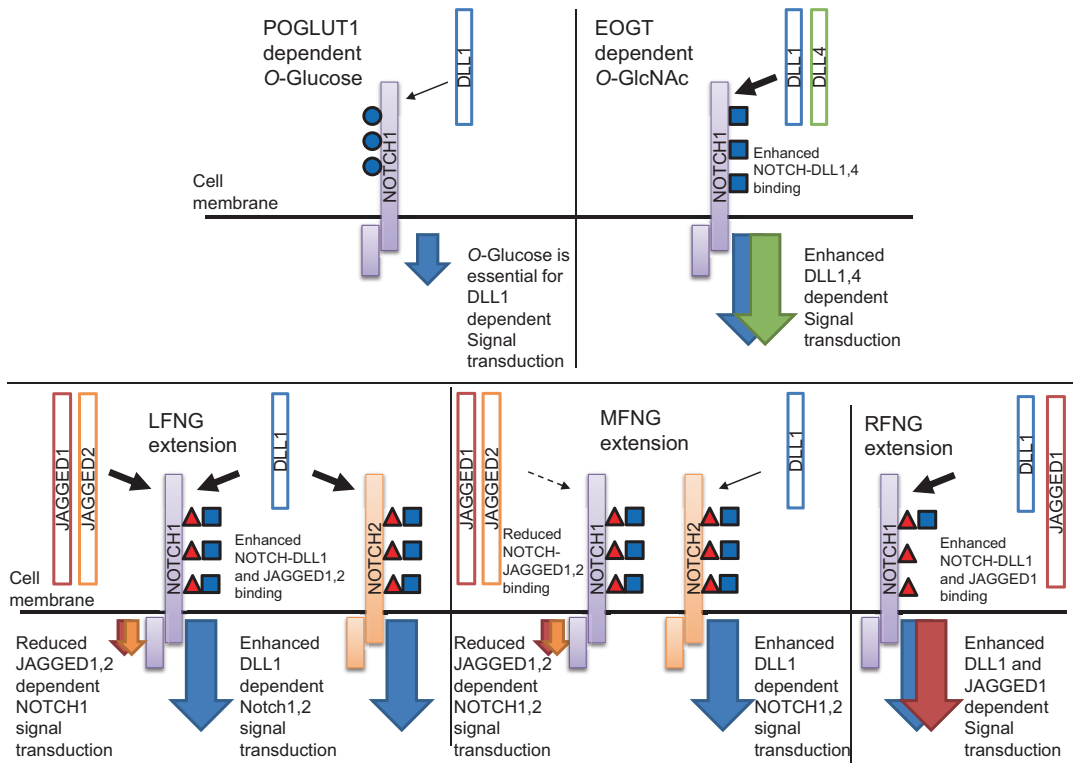 POGLUT1
dependent
O-Glucose
DLL1
NOTCH1
Cell
membrane
O-Glucose is
essential for
DLL1
dependent
Signal
transduction
EOGT
dependent
O-GlcNAc
DLL1
DLL4
NOTCH1
Enhanced
NOTCH-DLL1,4
binding
Enhanced
DLL1,4
dependent
Signal
transduction
JAGGED1
JAGGED2
LFNG
extension
DLL1
NOTCH1
Enhanced
NOTCH-DLL1
and JAGGED1,2
binding
NOTCH2
Cell
membrane
Reduced
JAGGED1,2
dependent
NOTCH1
signal
transduction
Enhanced
DLL1
dependent
Notch1,2
signal
transduction
JAGGED1
JAGGED2
MFNG
extension
DLL1
Reduced
NOTCH-
JAGGED1,2
binding
NOTCH1
NOTCH2
Reduced
JAGGED1,2
dependent
NOTCH1,2
signal
transduction
Enhanced
DLL1
dependent
NOTCH1,2
signal
transduction
RFNG
extension
DLL1
JAGGED1
NOTCH1
Enhanced
NOTCH-DLL1
and JAGGED1
binding
Enhanced
DLL1 and
JAGGED1
dependent
Signal
transduction